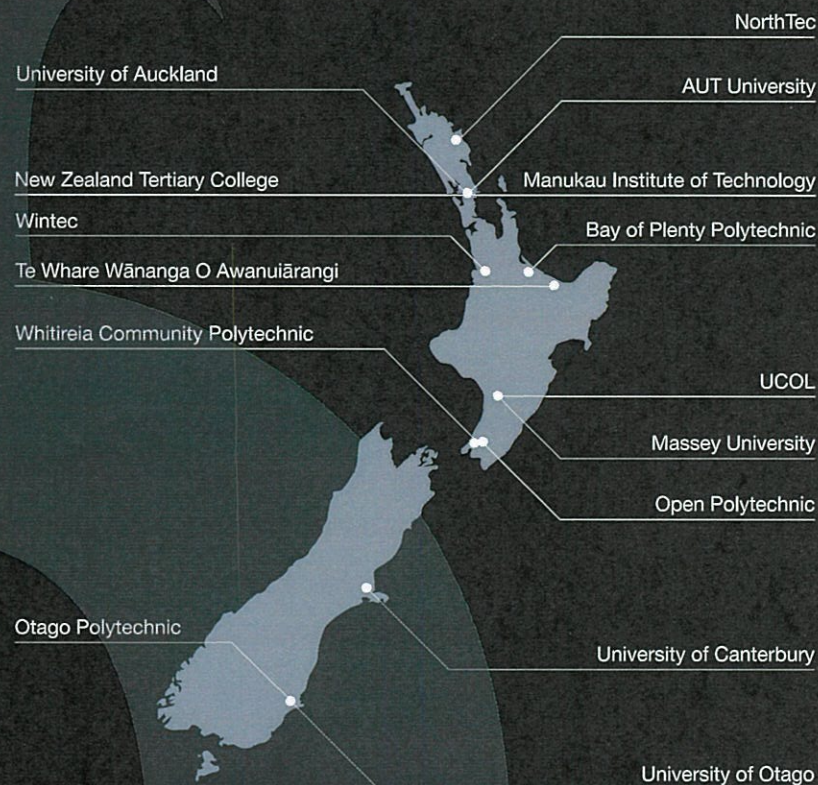 NorthTec
University of Auckland
AUT University
New Zealand Tertiary College
Manukau Institute of Technology
Wintec
Bay of Plenty Polytechnic
Te Whare Wānanga O Awanuiārangi
Whitireia Community Polytechnic
UCOL
Massey University
Open Polytechnic
Otago Polytechnic
University of Canterbury
University of Otago